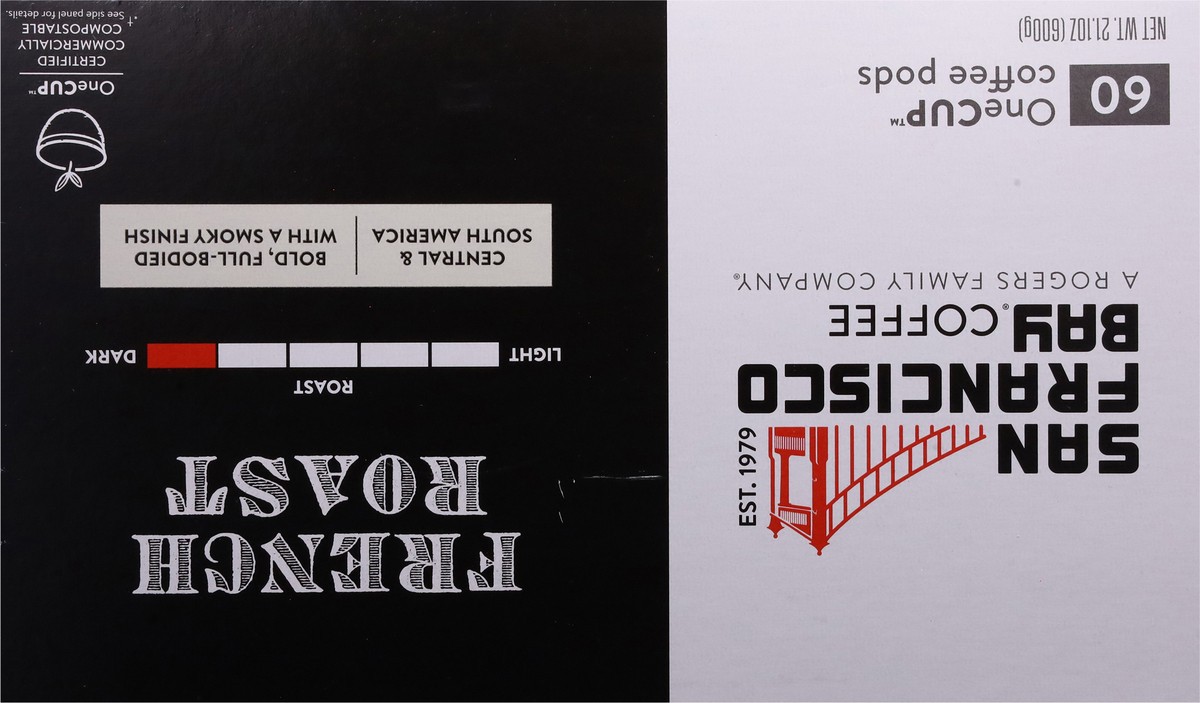 SAN
FRANCISCO
BAY® COFFEE
EST. 1979
A ROGERS FAMILY COMPANY®
60
OneCUP™
coffee pods
NET WT. 21.1OZ (600g)
FRENCH
ROAST
ROAST
LIGHT
DARK
CENTRAL &
SOUTH AMERICA
BOLD, FULL-BODIED
WITH A SMOKY FINISH
OneCUP™
CERTIFIED
COMMERCIALLY
COMPOSTABLE
†See side panel for details.